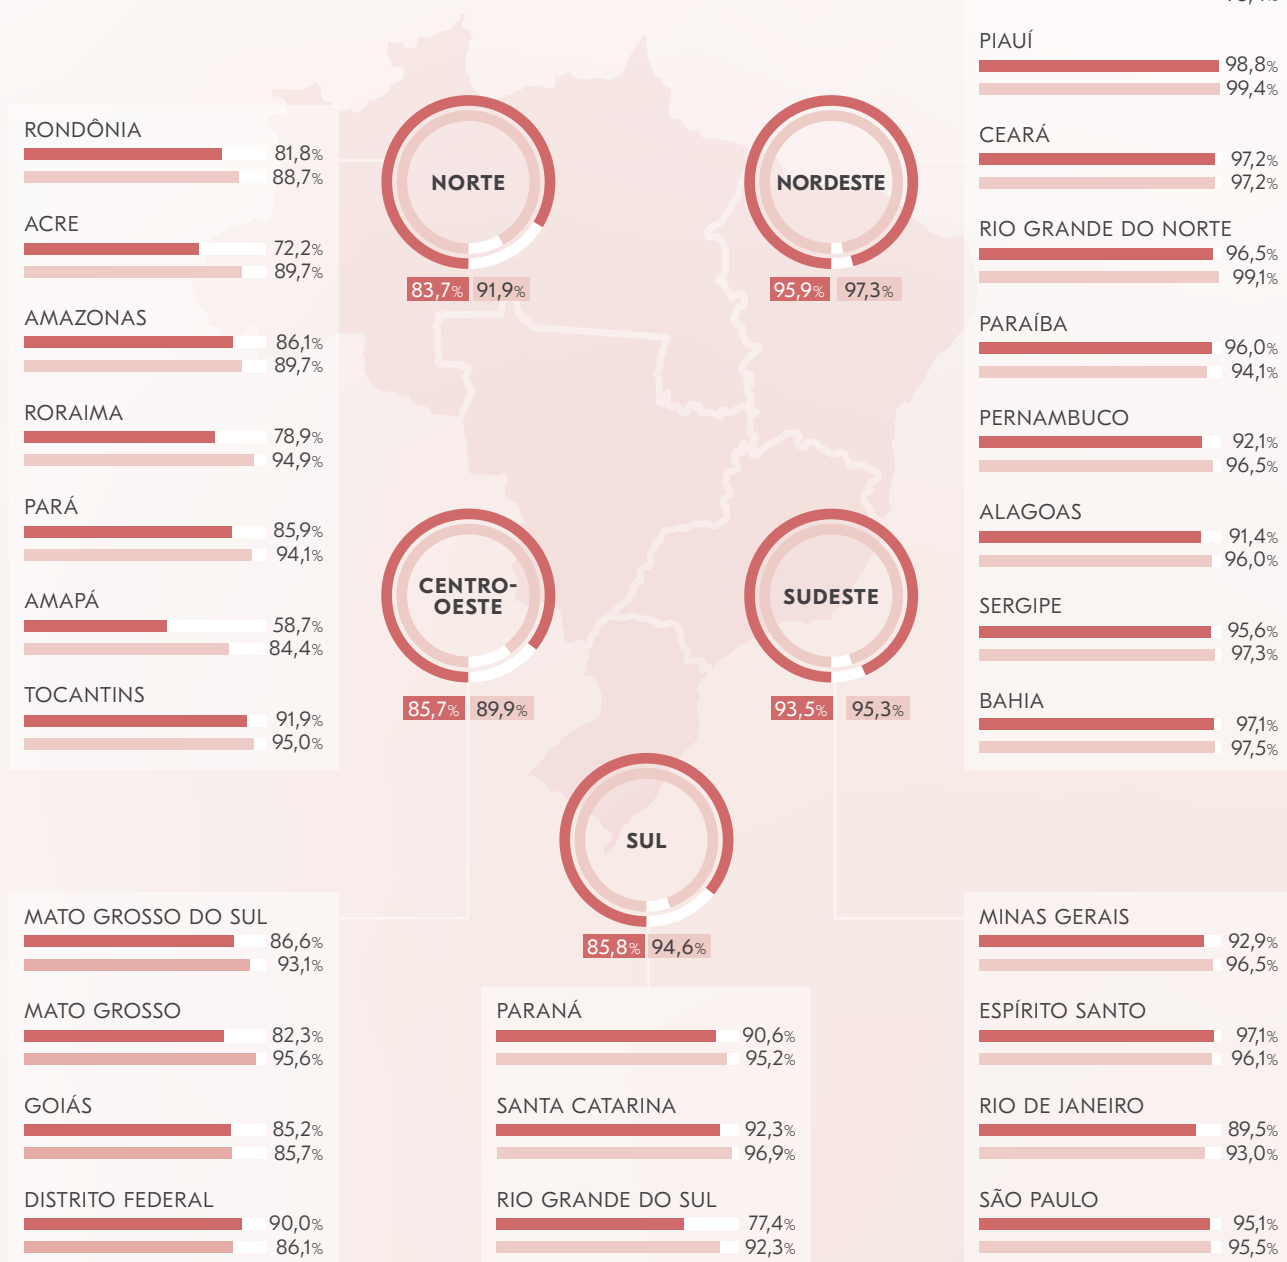 PIAUÍ
98,8%
99,4%
CEARÁ
97,2%
97,2%
RIO GRANDE DO NORTE
96,5%
99,1%
PARAÍBA
96,0%
94,1%
PERNAMBUCO
92,1%
96,5%
ALAGOAS
91,4%
96,0%
SERGIPE
95,6%
97,3%
BAHIA
97,1%
97,5%
RONDÔNIA
81,8%
88,7%
ACRE
72,2%
89,7%
AMAZONAS
86,1%
89,7%
RORAIMA
78,9%
94,9%
PARÁ
85,9%
94,1%
AMAPÁ
58,7%
84,4%
TOCANTINS
91,9%
95,0%
NORTE
83,7% 91,9%
NORDESTE
95,9% 97,3%
CENTRO-
OESTE
85,7% 89,9%
SUDESTE
93,5% 95,3%
SUL
85,8% 94,6%
MATO GROSSO DO SUL
86,6%
93,1%
MATO GROSSO
82,3%
95,6%
GOIÁS
85,2%
85,7%
DISTRITO FEDERAL
90,0%
86,1%
PARANÁ
90,6%
95,2%
SANTA CATARINA
92,3%
96,9%
RIO GRANDE DO SUL
77,4%
92,3%
MINAS GERAIS
92,9%
96,5%
ESPÍRITO SANTO
97,1%
96,1%
RIO DE JANEIRO
89,5%
93,0%
SÃO PAULO
95,1%
95,5%